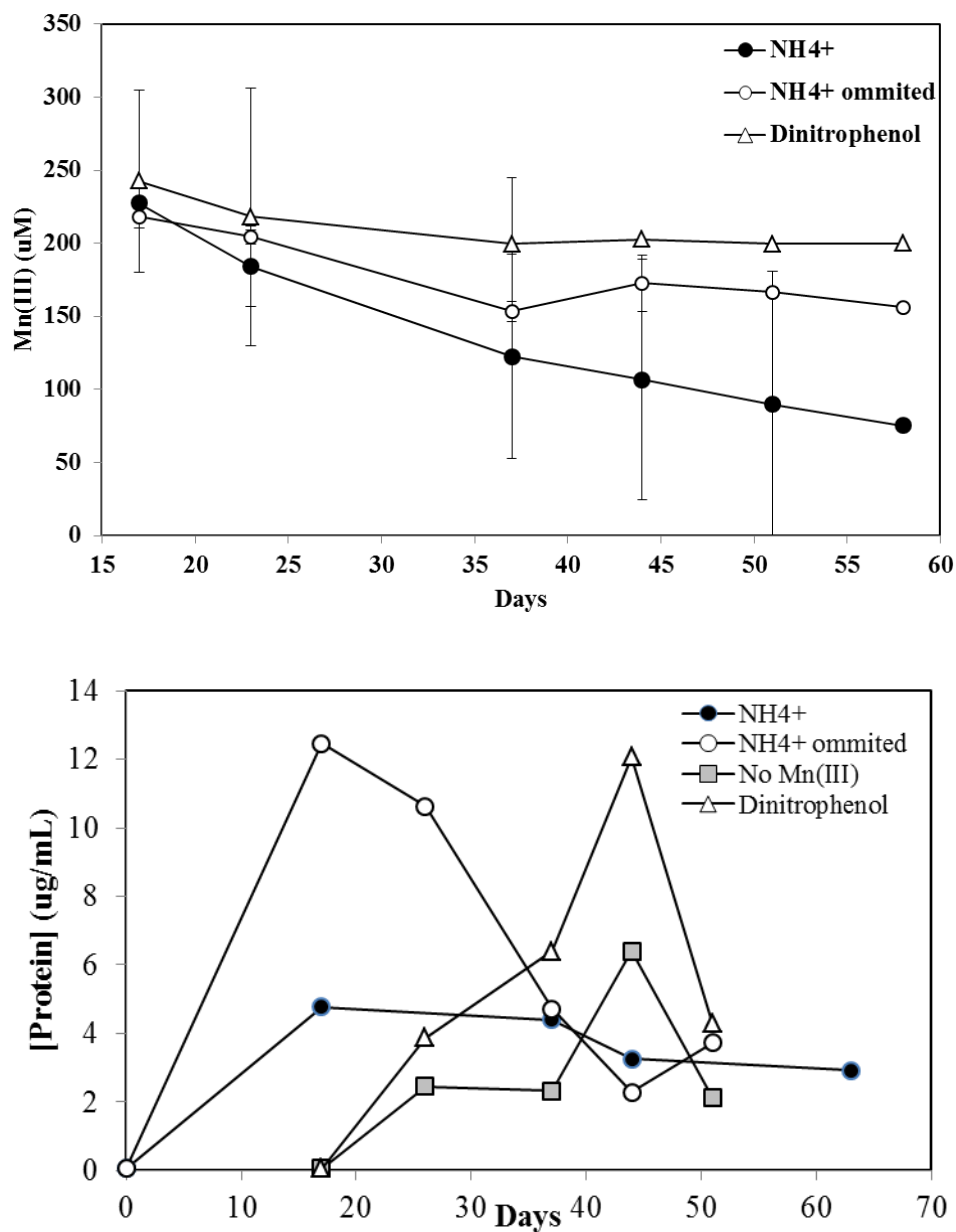 350
300
250
200
150
100
50
0
Mn(III) (uM)
NH4+
NH4+ ommited
Dinitrophenol
15 20 25 30 35 40 45 50 55 60
Days
14
12
10
8
6
4
2
0
[Protein] (ug/mL)
NH4+
NH4+ ommited
No Mn(III)
Dinitrophenol
0 10 20 30 40 50 60 70
Days